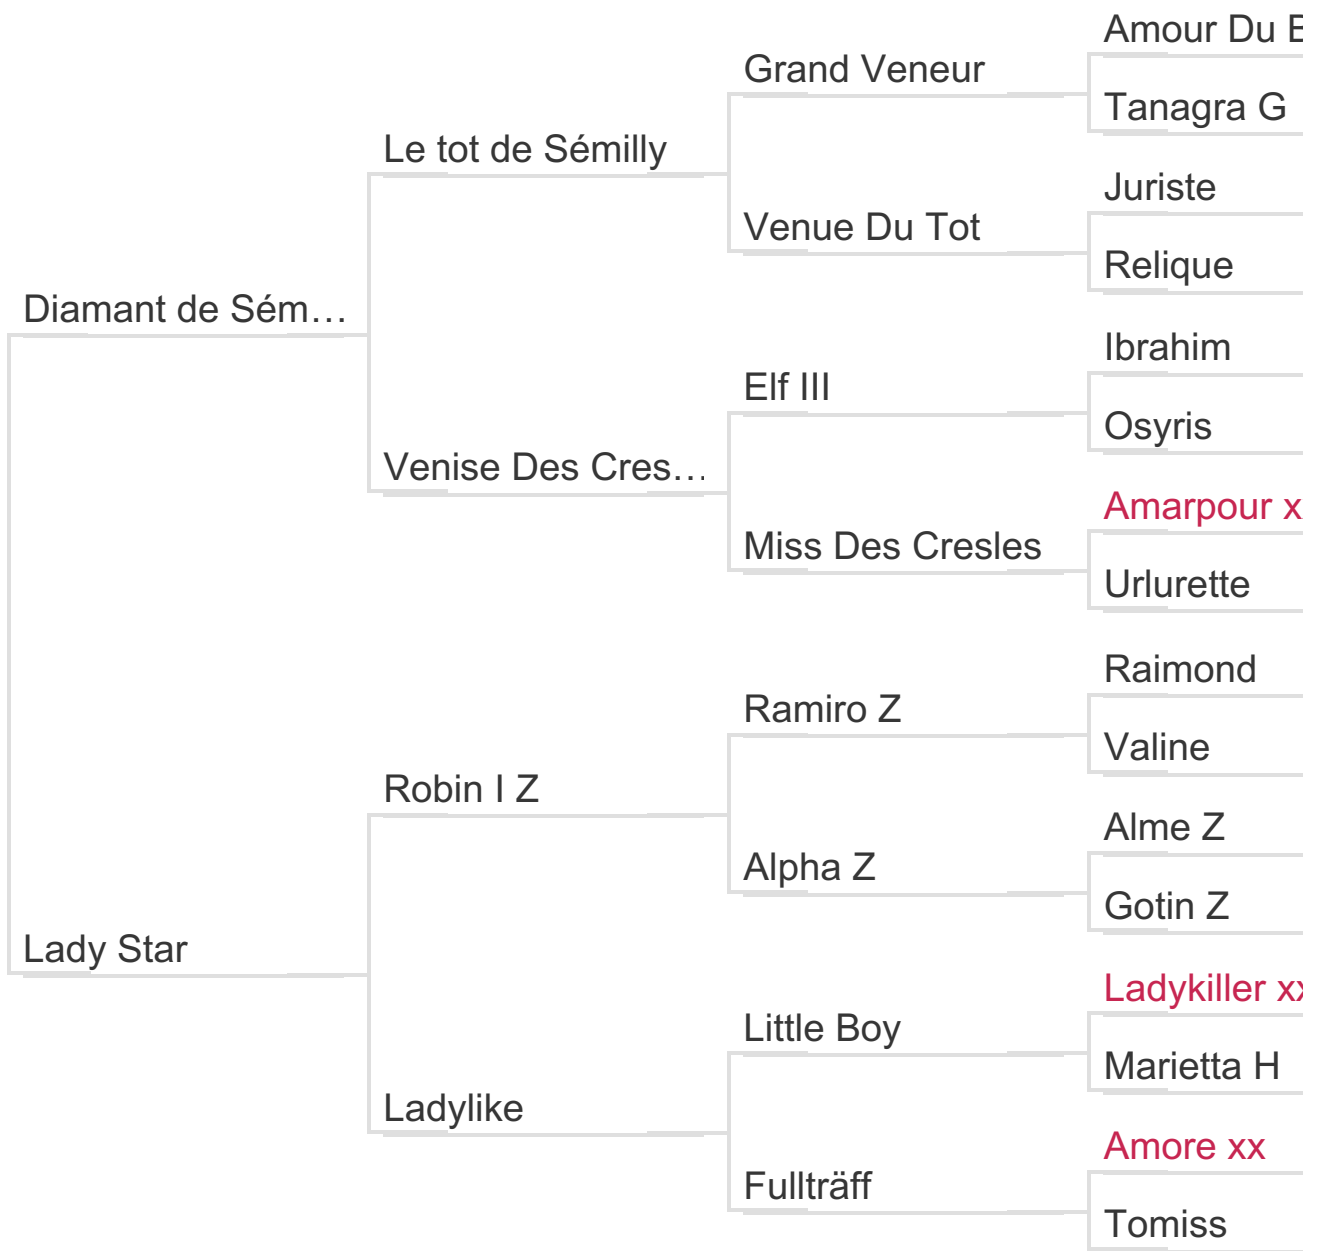 Amour Du
Grand Veneur
Tanagra G
Le tot de Sémilly
Juriste
Venue Du Tot
Relique
Diamant de Sém…
Ibrahim
Elf III
Osyris
Venise Des Cres…
Amarpour x
Miss Des Cresles
Urlurette
Raimond
Ramiro Z
Valine
Robin I Z
Alme Z
Alpha Z
Gotin Z
Lady Star
Ladykiller xx
Little Boy
Marietta H
Ladylike
Amore xx
Fullträff
Tomiss